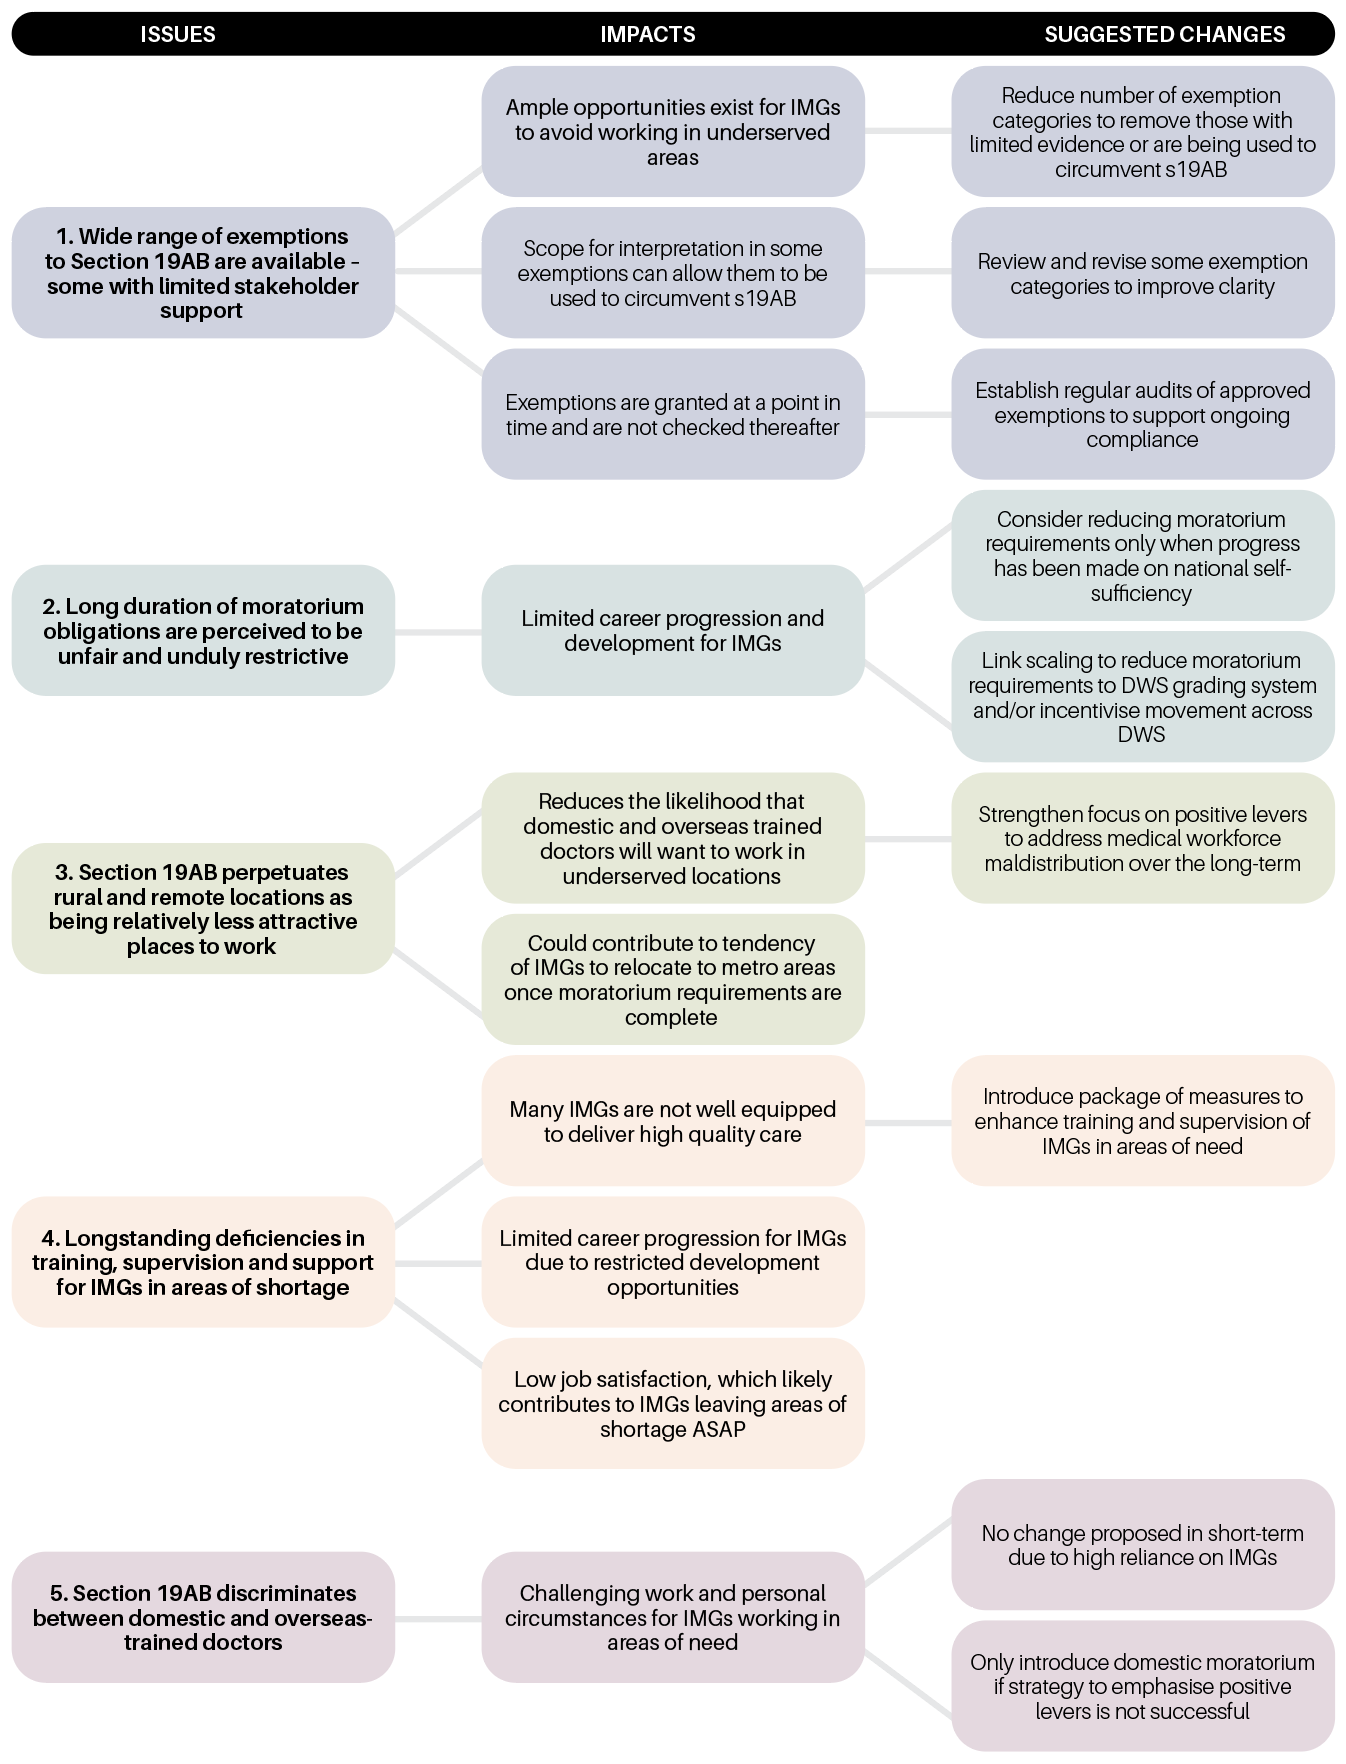 ISSUES
IMPACTS
SUGGESTED CHANGES
1. Wide range of exemptions
to Section 19AB are available –
some with limited stakeholder
support
Ample opportunities exist for IMGs
to avoid working in underserved
areas
Reduce number of exemption
categories to remove those with
limited evidence or are being used to
circumvent s19AB
Scope for interpretation in some
exemptions can allow them to be
used to circumvent s19AB
Review and revise some exemption
categories to improve clarity
Exemptions are granted at a point in
time and are not checked thereafter
Establish regular audits of approved
exemptions to support ongoing
compliance
2. Long duration of moratorium
obligations are perceived to be
unfair and unduly restrictive
Limited career progression and
development for IMGs
Consider reducing moratorium
requirements only when progress
has been made on national self-
sufficiency
Link scaling to reduce moratorium
requirements to DWS grading system
and/or incentivise movement across
DWS
3. Section 19AB perpetuates
rural and remote locations as
being relatively less attractive
places to work
Reduces the likelihood that
domestic and overseas trained
doctors will want to work in
underserved locations
Strengthen focus on positive levers
to address medical workforce
maldistribution over the long-term
Could contribute to tendency
of IMGs to relocate to metro areas
once moratorium requirements are
complete
4. Longstanding deficiencies in
training, supervision and support
for IMGs in areas of shortage
Many IMGs are not well equipped
to deliver high quality care
Introduce package of measures to
enhance training and supervision of
IMGs in areas of need
Limited career progression for IMGs
due to restricted development
opportunities
Low job satisfaction, which likely
contributes to IMGs leaving areas of
shortage ASAP
5. Section 19AB discriminates
between domestic and overseas-
trained doctors
Challenging work and personal
circumstances for IMGs working in
areas of need
No change proposed in short-term
due to high reliance on IMGs
Only introduce domestic moratorium
if strategy to emphasise positive
levers is not successful